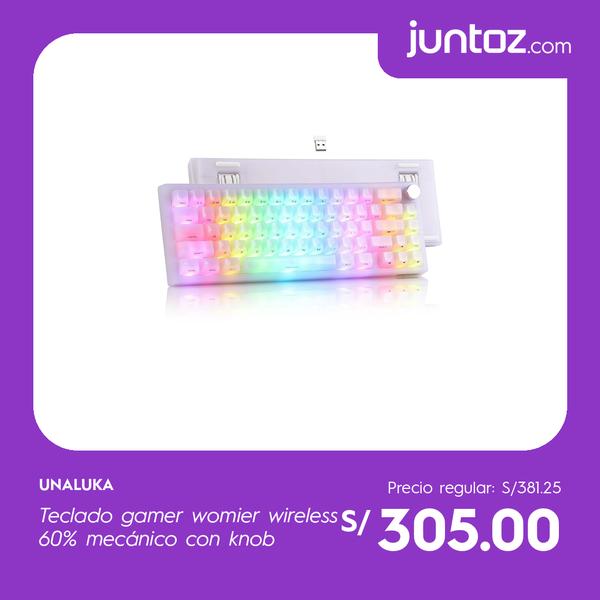 juntoz.com
UNALUKA
Teclado gamer womier wireless
60% mecánico con knob
Precio regular: S/381.25
S/ 305.00